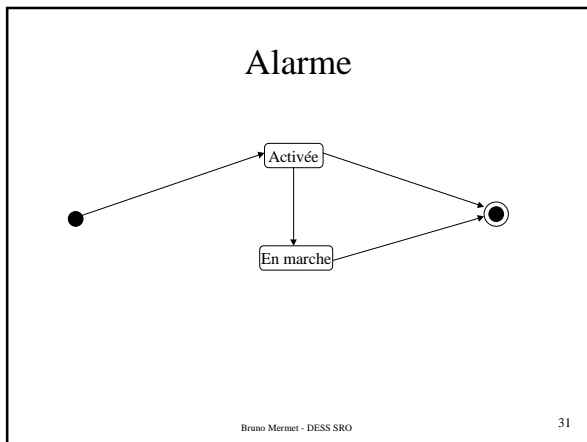 Alarme
Activée
En marche
Bruno Mermet - DESS SRO
31